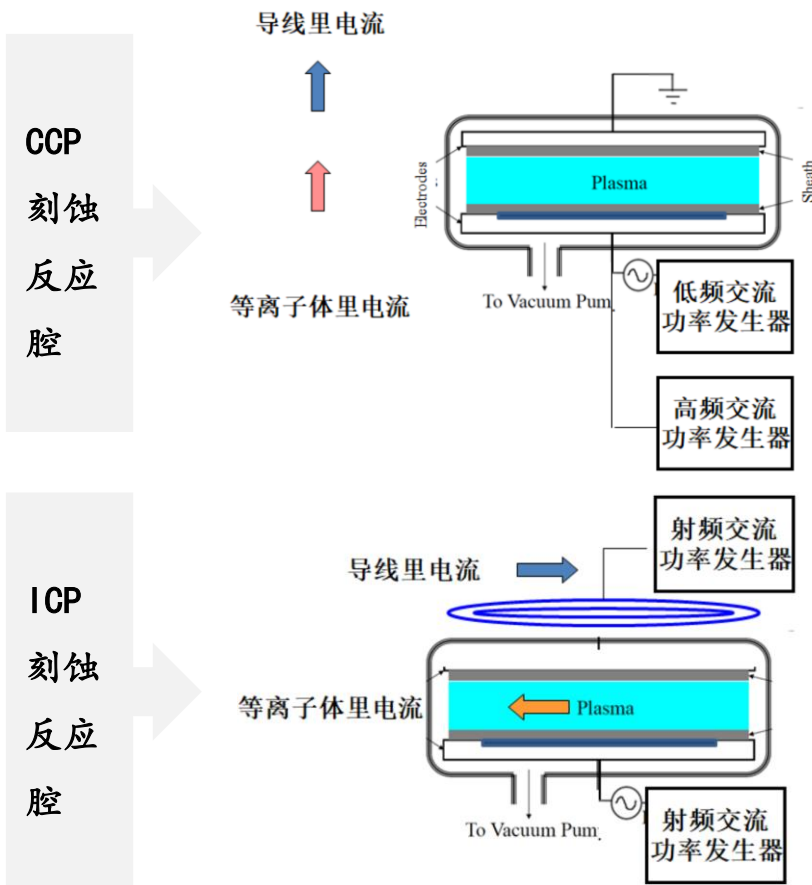 导线里电流
CCP
刻蚀
反应
腔
Electrodes
Plasma
Sheath
等离子体里电流
To Vacuum Pum
低频交流
功率发生器
高频交流
功率发生器
ICP
刻蚀
反应
腔
射频交流
功率发生器
导线里电流
等离子体里电流
Plasma
To Vacuum Pum
射频交流
功率发生器